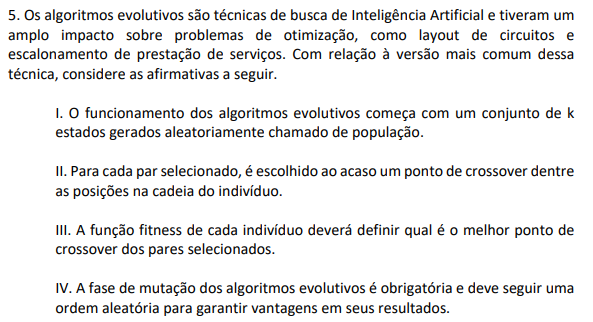 5. Os algoritmos evolutivos são técnicas de busca de Inteligência Artificial e tiveram um
amplo impacto sobre problemas de otimização, como layout de circuitos e
escalonamento de prestação de serviços. Com relação à versão mais comum dessa
técnica, considere as afirmativas a seguir.
I. O funcionamento dos algoritmos evolutivos começa com um conjunto de k
estados gerados aleatoriamente chamado de população.
II. Para cada par selecionado, é escolhido ao acaso um ponto de crossover dentre
as posições na cadeia do indivíduo.
III. A função fitness de cada indivíduo deverá definir qual é o melhor ponto de
crossover dos pares selecionados.
IV. A fase de mutação dos algoritmos evolutivos é obrigatória e deve seguir uma
ordem aleatória para garantir vantagens em seus resultados.